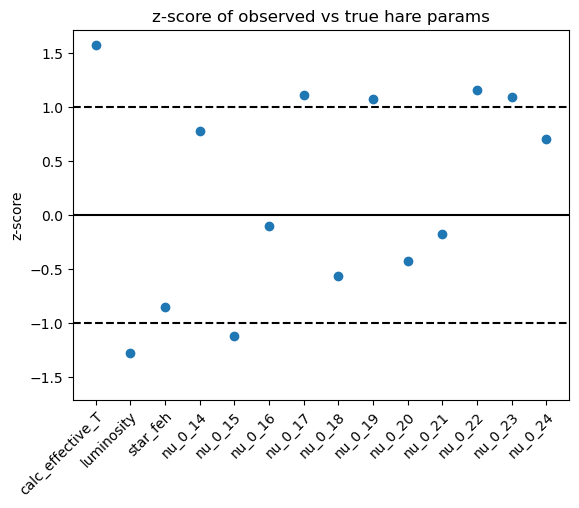 z-score of observed vs true hare params
z-score
1.5
1.0
0.5
0.0
−0.5
−1.0
−1.5
calc_effective_T
luminosity
star_feh
nu_0_14
nu_0_15
nu_0_16
nu_0_17
nu_0_18
nu_0_19
nu_0_20
nu_0_21
nu_0_22
nu_0_23
nu_0_24